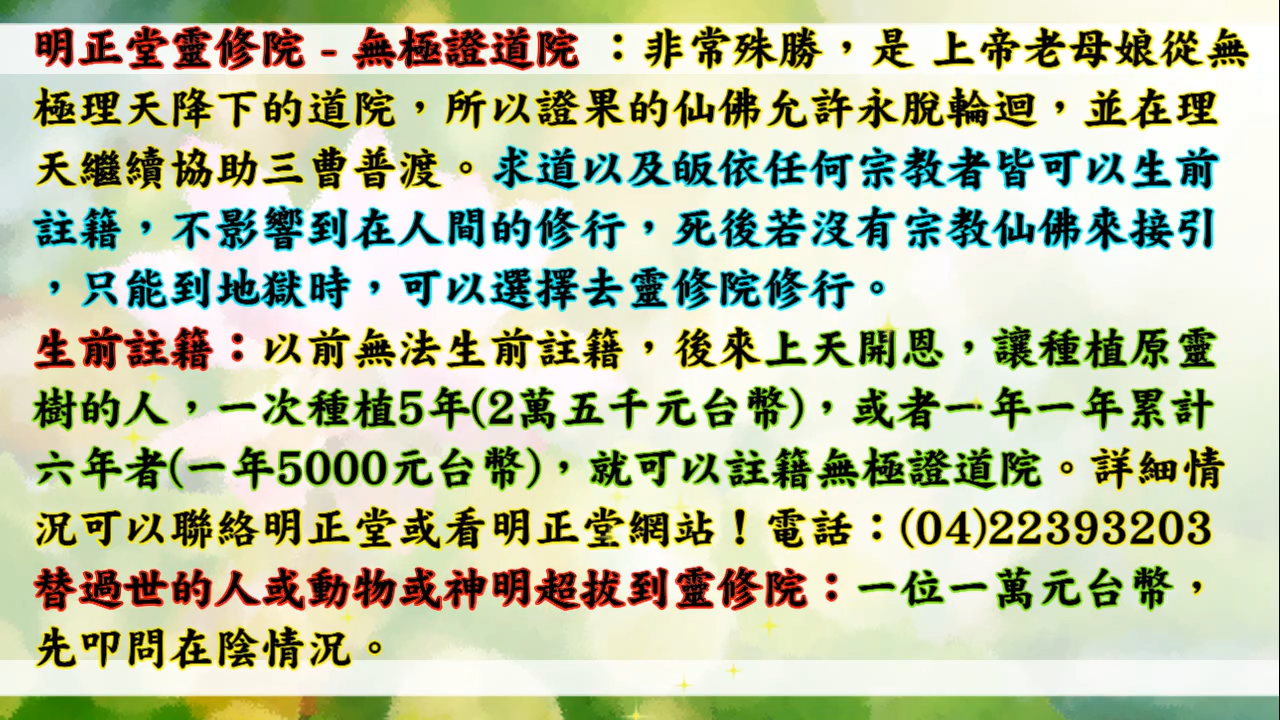 明正堂靈修院 - 無極證道院 ：非常殊勝，是 上帝老母娘從無
極理天降下的道院，所以證果的仙佛允許永脫輪迴，並在理
天繼續協助三曹普渡。求道以及皈依任何宗教者皆可以生前
註籍，不影響到在人間的修行，死後若沒有宗教仙佛來接引
，只能到地獄時，可以選擇去靈修院修行。
生前註籍：以前無法生前註籍，後來上天開恩，讓種植原靈
樹的人，一次種植5年(2萬五千元台幣)，或者一年一年累計
六年者(一年5000元台幣)，就可以註籍無極證道院。詳細情
況可以聯絡明正堂或看明正堂網站！電話：(04)22393203
替過世的人或動物或神明超拔到靈修院：一位一萬元台幣，
先叩問在陰情況。